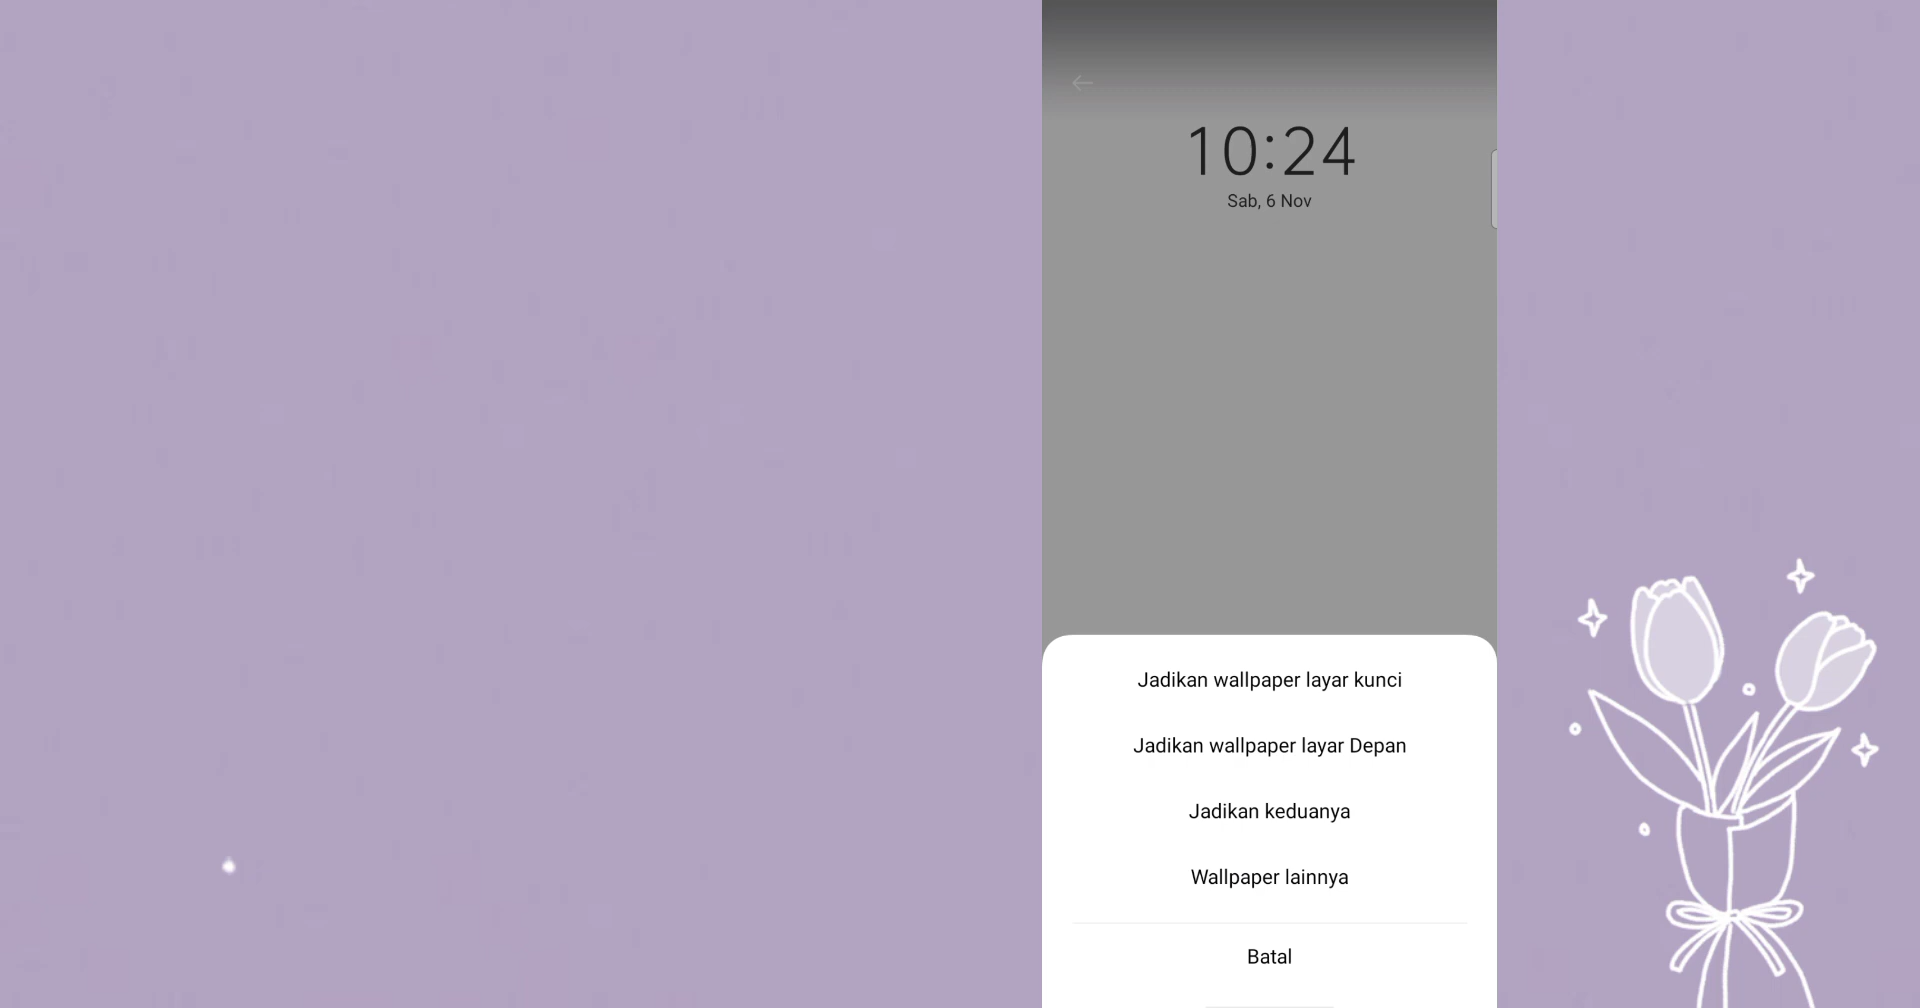 10:24
Sab, 6 Nov
Jadikan wallpaper layar kunci
Jadikan wallpaper layar Depan
Jadikan keduanya
Wallpaper lainnya
Batal